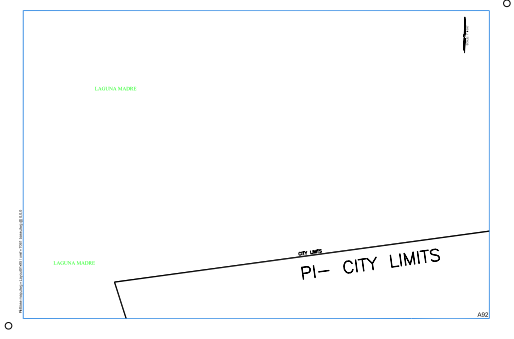 LAGUNA MADRE
CITY LIMITS
PI- CITY LIMITS
LAGUNA MADRE
A92